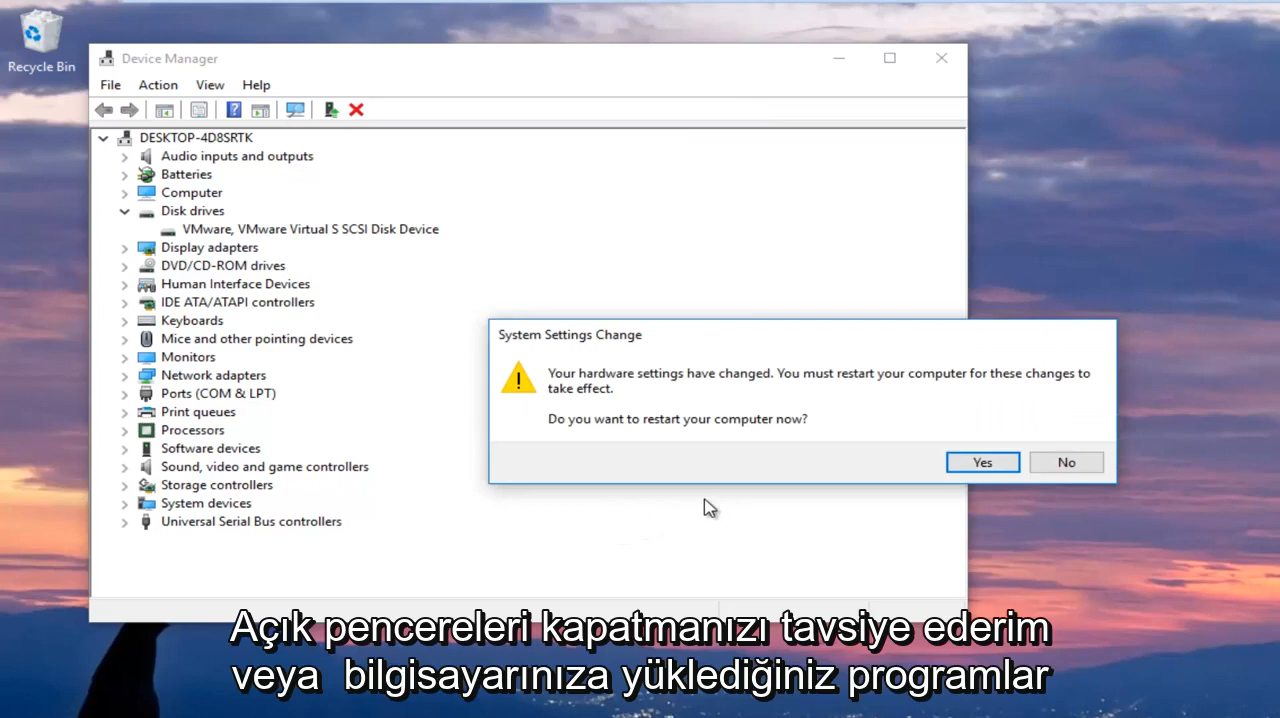 Recycle Bin
Device Manager
File Action View Help
DESKTOP-4D8SRTK
Audio inputs and outputs
Batteries
Computer
Disk drives
VMware, VMware Virtual S SCSI Disk Device
Display adapters
DVD/CD-ROM drives
Human Interface Devices
IDE ATA/ATAPI controllers
Keyboards
Mice and other pointing devices
Monitors
Network adapters
Ports (COM & LPT)
Print queues
Processors
Software devices
Sound, video and game controllers
Storage controllers
System devices
Universal Serial Bus controllers
System Settings Change
Your hardware settings have changed. You must restart your computer for these changes to
take effect.
Do you want to restart your computer now?
Yes No
Açık pencereleri kapatmanızı tavsiye ederim
veya bilgisayarınıza yüklediğiniz programlar